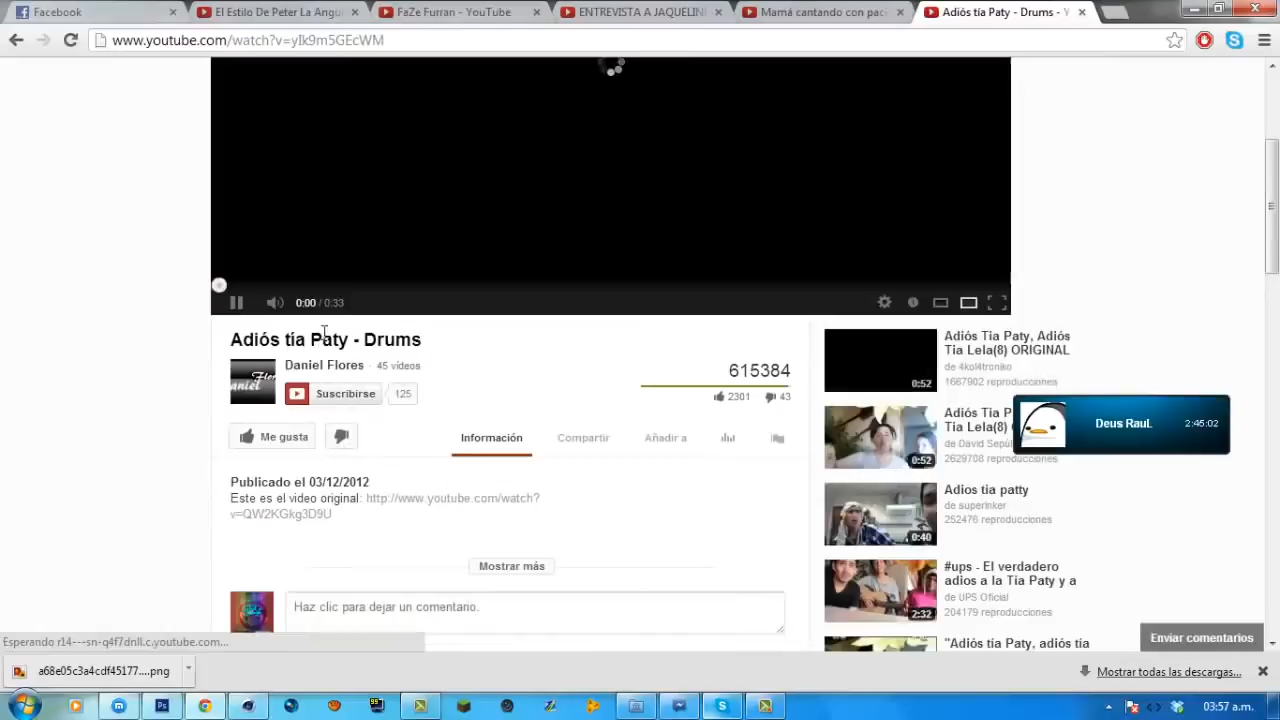 Facebook
El Estilo De Peter La Angu
FaZe Furran - YouTube
ENTREVISTA A JAQUELIN
Mamá cantando con pac
Adiós tía Paty - Drums - Y
www.youtube.com/watch?v=yIk9m5GEcWM
0:00 / 0:33
Adiós tía Paty - Drums
Daniel Flores · 45 vídeos
Suscribirse 125
615384
2301 43
Me gusta
Información Compartir Añadir a
Publicado el 03/12/2012
Este es el video original: http://www.youtube.com/watch?
v=QW2KGkg3D9U
Mostrar más
Haz clic para dejar un comentario.
0:52
Adiós Tia Paty, Adiós
Tia Lela(8) ORIGINAL
de 4kol4troniko
1667902 reproducciones
0:52
Adiós Tia P
Tia Lela(8)
de David Sepúl
2629708 reproducciones
Deus Raul. 2:45:02
0:40
Adios tia patty
de superinker
252476 reproducciones
2:32
#ups - El verdadero
adios a la Tía Paty y a
de UPS Oficial
204179 reproducciones
"Adiós tía Paty, adiós tía
Enviar comentarios
Esperando r14---sn-q4f7dnll.c.youtube.com...
a68e05c3a4cdf45177....png
Mostrar todas las descargas...
Ps
99
03:57 a.m.